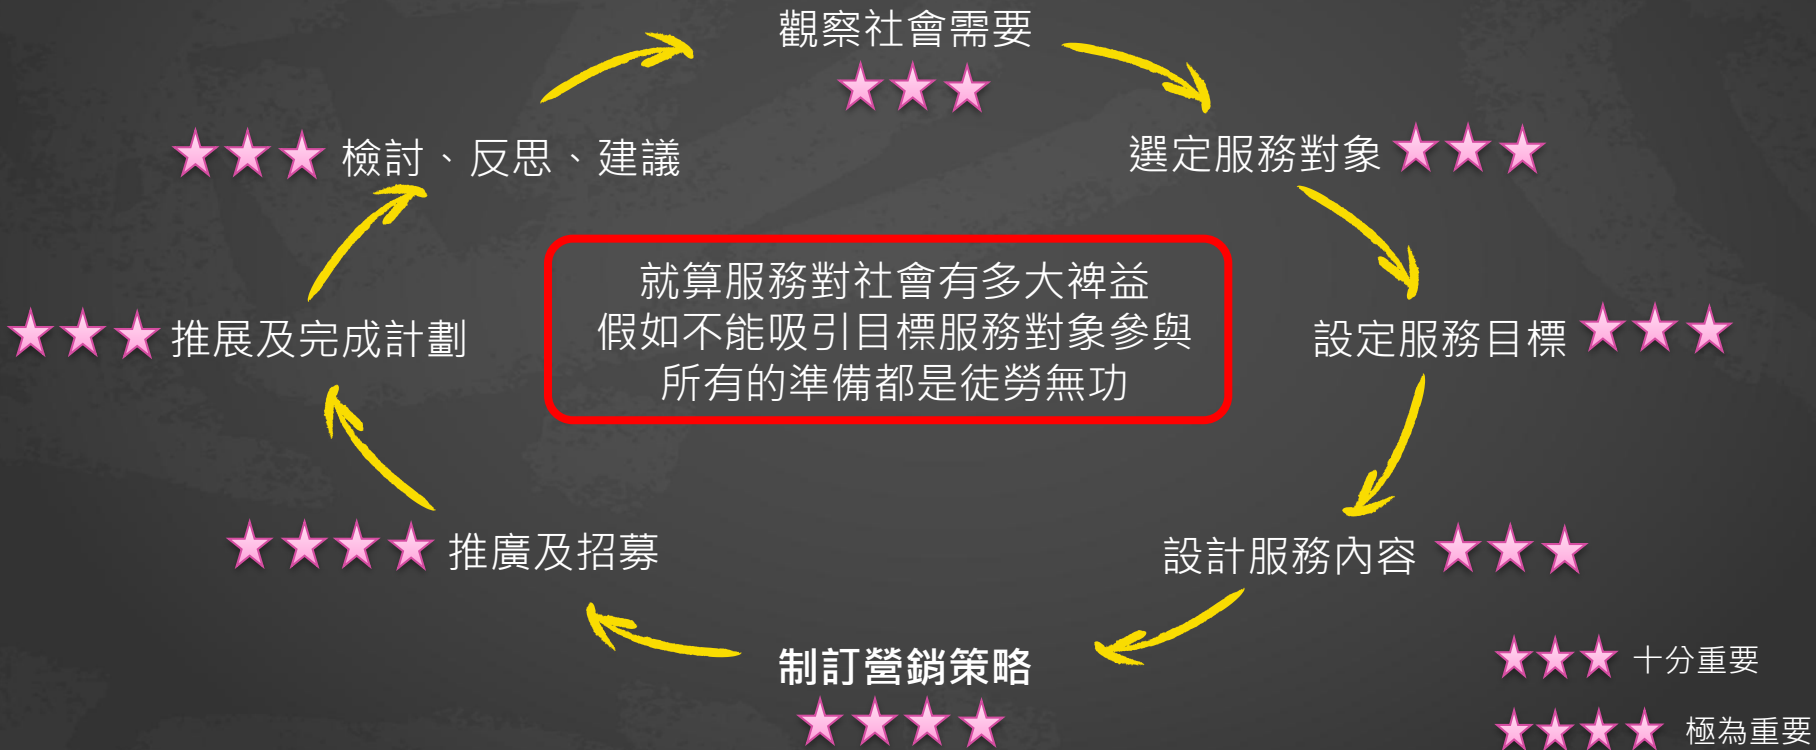 觀察社會需要
選定服務對象
設定服務目標
設計服務內容
制訂營銷策略
推廣及招募
推展及完成計劃
檢討、反思、建議
就算服務對社會有多大裨益
假如不能吸引目標服務對象參與
所有的準備都是徒勞無功
十分重要
極為重要